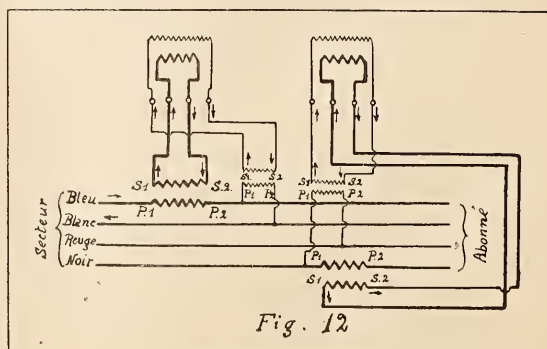 S1 S2 S1 S2
S1 S.2. P1 P2 P1 P2
Bleu P.1 P.2
Blanc
Rouge
Noir P1 P.2
Secteur
Abonné
S1 S.2
Fig. 12